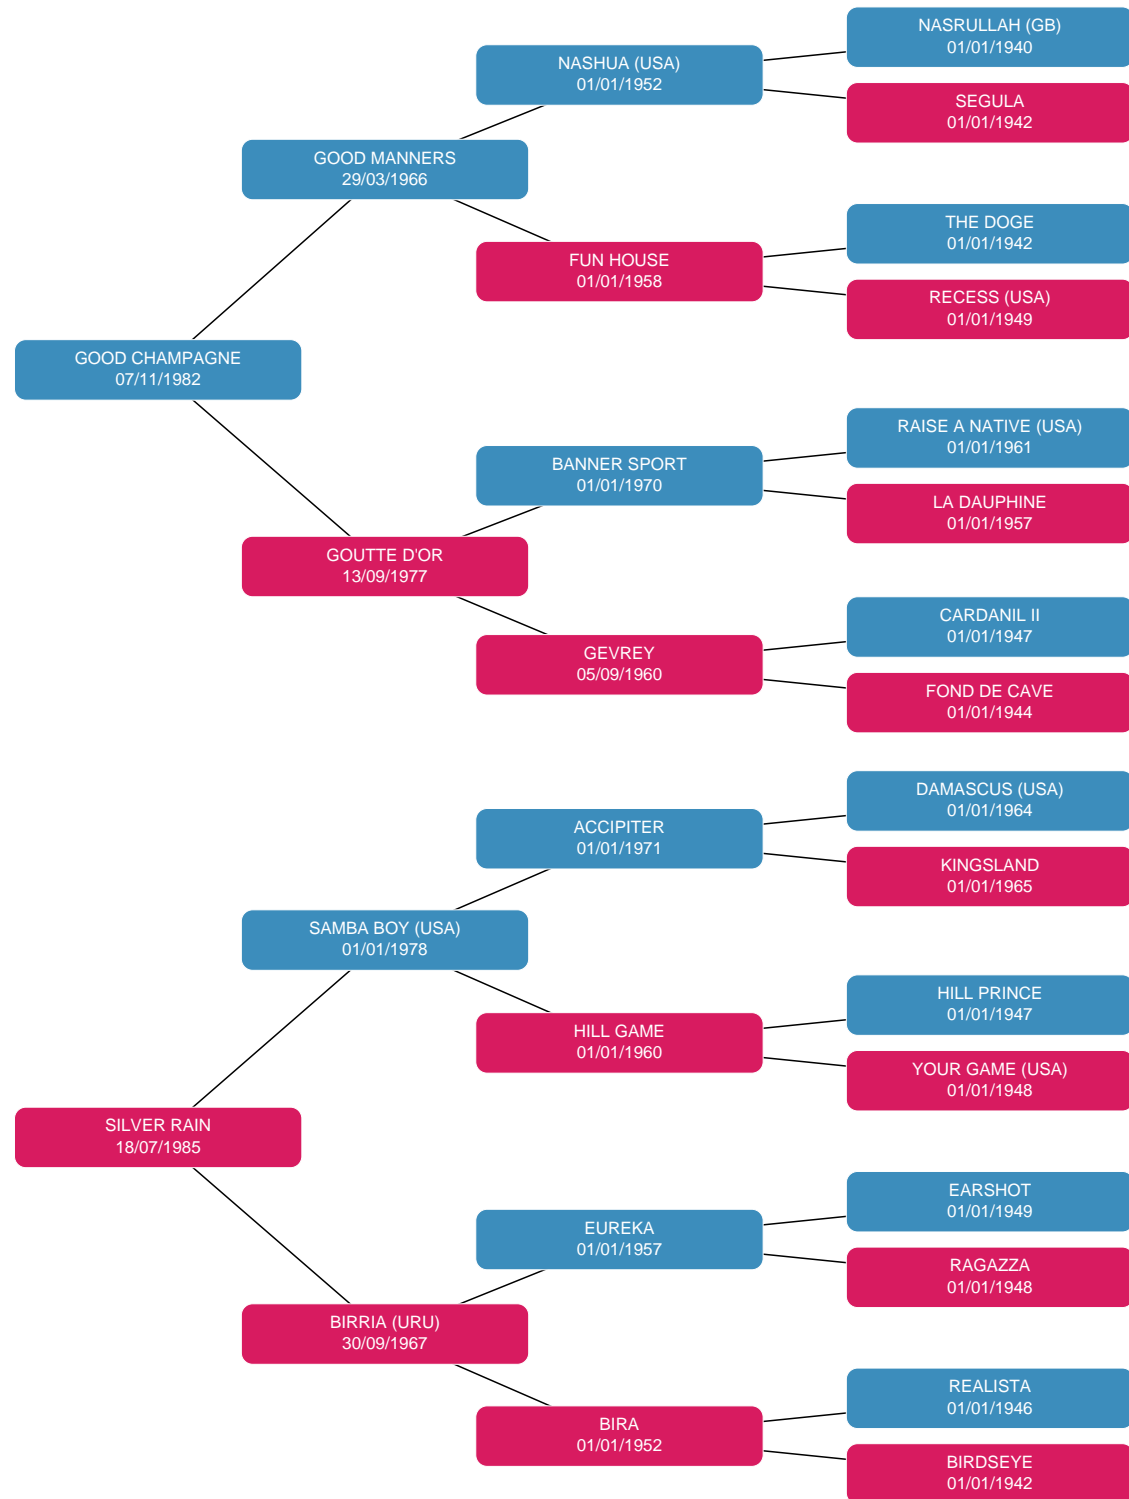 NASRULLAH (GB)
01/01/1940
NASHUA (USA)
01/01/1952
SEGULA
01/01/1942
GOOD MANNERS
29/03/1966
THE DOGE
01/01/1942
FUN HOUSE
01/01/1958
RECESS (USA)
01/01/1949
GOOD CHAMPAGNE
07/11/1982
RAISE A NATIVE (USA)
01/01/1961
BANNER SPORT
01/01/1970
LA DAUPHINE
01/01/1957
GOUTTE D'OR
13/09/1977
CARDANIL II
01/01/1947
GEVREY
05/09/1960
FOND DE CAVE
01/01/1944
DAMASCUS (USA)
01/01/1964
ACCIPITER
01/01/1971
KINGSLAND
01/01/1965
SAMBA BOY (USA)
01/01/1978
HILL PRINCE
01/01/1947
HILL GAME
01/01/1960
YOUR GAME (USA)
01/01/1948
SILVER RAIN
18/07/1985
EARSHOT
01/01/1949
EUREKA
01/01/1957
RAGAZZA
01/01/1948
BIRRIA (URU)
30/09/1967
REALISTA
01/01/1946
BIRA
01/01/1952
BIRDSEYE
01/01/1942